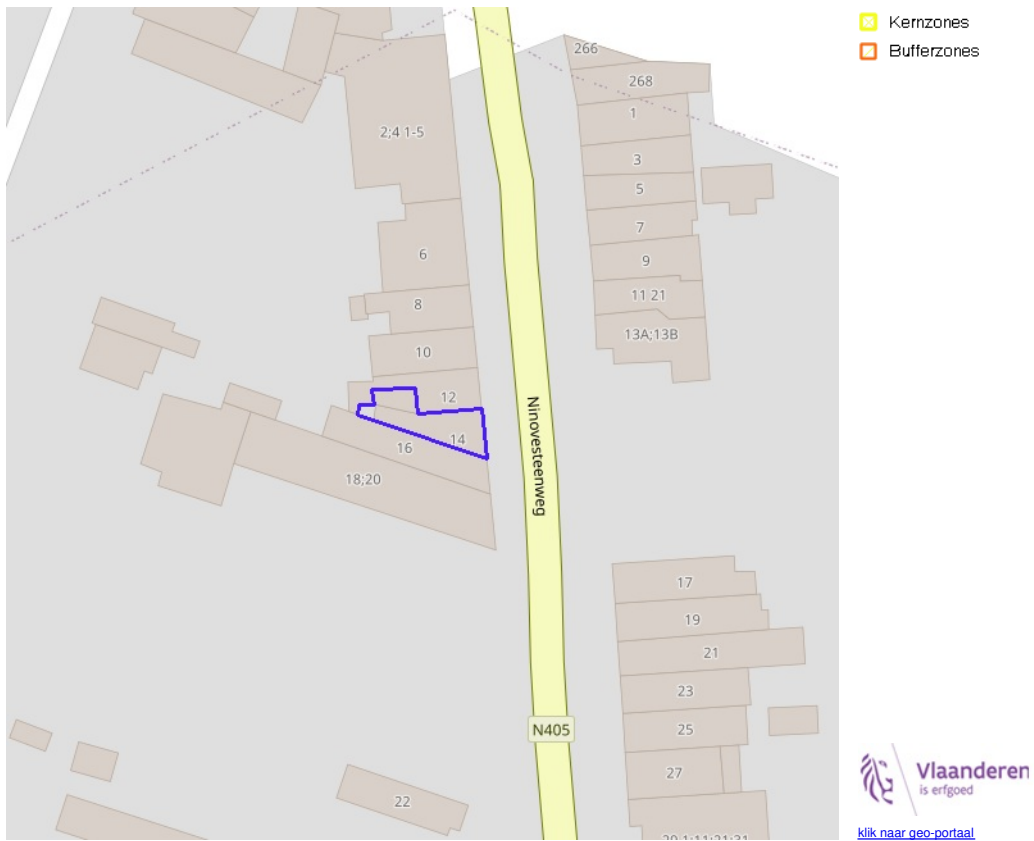 Kernzones
Bufferzones
266
268
2;4 1-5
1
3
5
7
6
9
8
11 21
13A;13B
10
12
14
16
18;20
Ninovesteenweg
17
19
21
23
25
N405
27
22
Vlaanderen
is erfgoed
klik naar geo-portaal